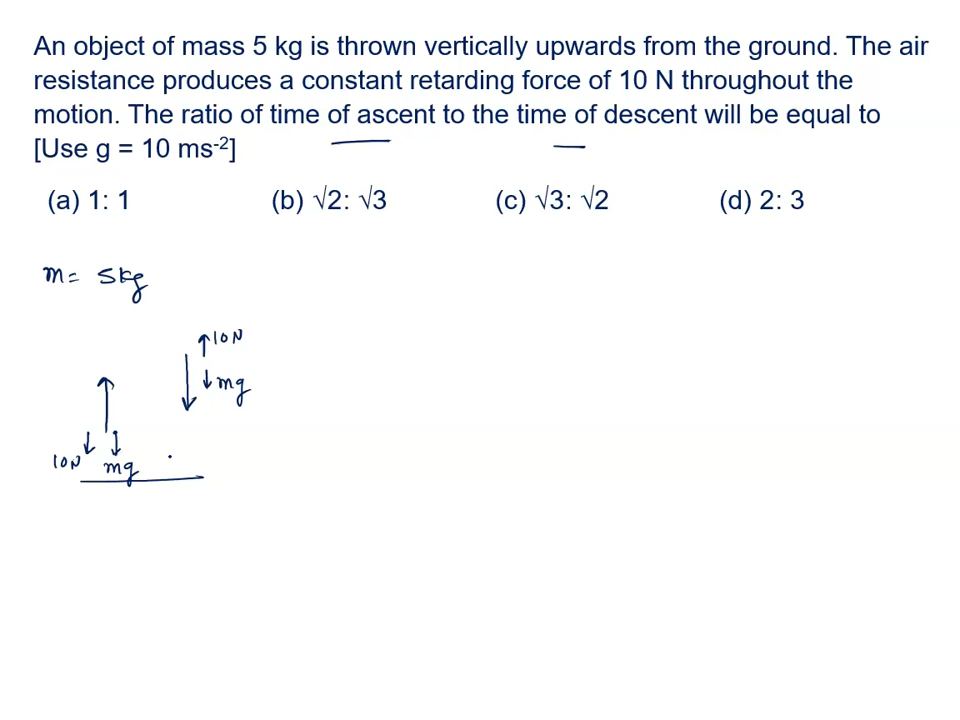 An object of mass 5 kg is thrown vertically upwards from the ground. The air
resistance produces a constant retarding force of 10 N throughout the
motion. The ratio of time of ascent to the time of descent will be equal to
[Use g = 10 ms⁻²]
(a) 1: 1 (b) √2: √3 (c) √3: √2 (d) 2: 3
m= 5kg
10N
mg
10N mg